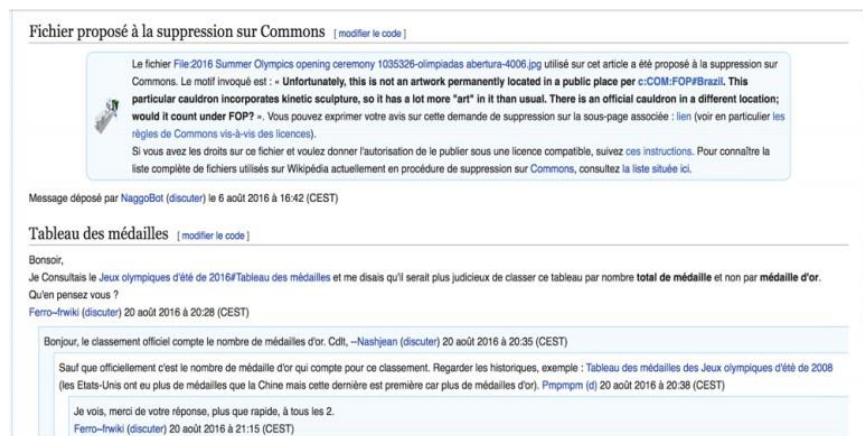 Fichier proposé à la suppression sur Commons [ modifier le code ]
Le fichier File:2016 Summer Olympics opening ceremony 1035326-olimpiadas abertura-4006.jpg utilisé sur cet article a été proposé à la suppression sur
Commons. Le motif invoqué est : « Unfortunately, this is not an artwork permanently located in a public place per c:COM:FOP#Brazil. This
particular cauldron incorporates kinetic sculpture, so it has a lot more "art" in it than usual. There is an official cauldron in a different location;
would it count under FOP? ». Vous pouvez exprimer votre avis sur cette demande de suppression sur la sous-page associée : lien (voir en particulier les
règles de Commons vis-à-vis des licences).
Si vous avez les droits sur ce fichier et voulez donner l'autorisation de le publier sous une licence compatible, suivez ces instructions. Pour connaître la
liste complète de fichiers utilisés sur Wikipédia actuellement en procédure de suppression sur Commons, consultez la liste située ici.
Message déposé par NaggoBot (discuter) le 6 août 2016 à 16:42 (CEST)
Tableau des médailles [ modifier le code ]
Bonsoir,
Je Consultais le Jeux olympiques d'été de 2016#Tableau des médailles et me disais qu'il serait plus judicieux de classer ce tableau par nombre total de médaille et non par médaille d'or.
Qu'en pensez vous ?
Ferro~frwiki (discuter) 20 août 2016 à 20:28 (CEST)
Bonjour, le classement officiel compte le nombre de médailles d'or. Cdt, --Nashjean (discuter) 20 août 2016 à 20:35 (CEST)
Sauf que officiellement c'est le nombre de médaille d'or qui compte pour ce classement. Regarder les historiques, exemple : Tableau des médailles des Jeux olympiques d'été de 2008
(les Etats-Unis ont eu plus de médailles que la Chine mais cette dernière est première car plus de médailles d'or). Pmpmpm (d) 20 août 2016 à 20:38 (CEST)
Je vois, merci de votre réponse, plus que rapide, à tous les 2.
Ferro~frwiki (discuter) 20 août 2016 à 21:15 (CEST)